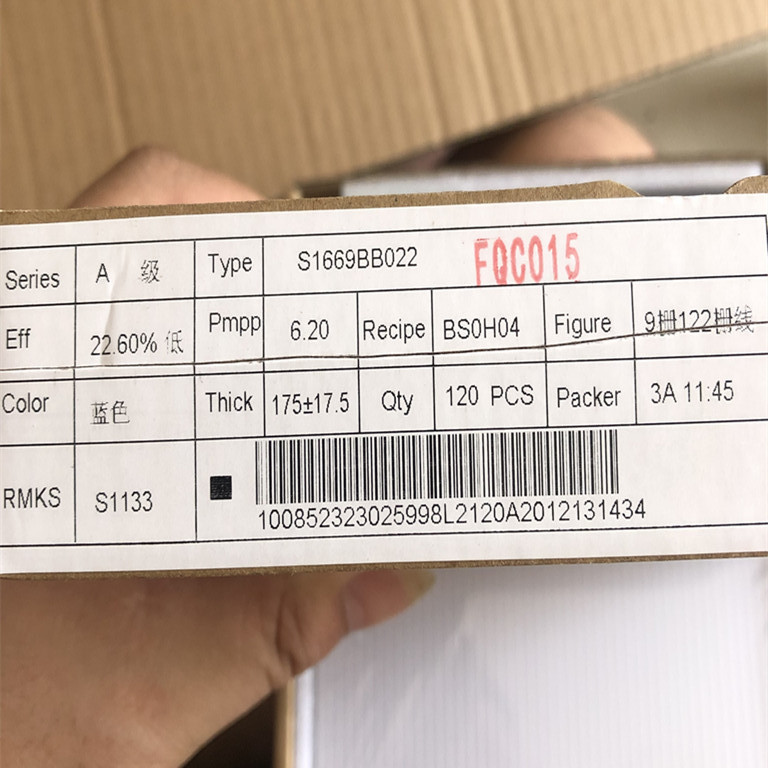 Series A 级 Type S1669BB022 FQC015
Eff 22.60% 低 Pmpp 6.20 Recipe BS0H04 Figure 9栅122栅线
Color 蓝色 Thick 175±17.5 Qty 120 PCS Packer 3A 11:45
RMKS S1133
100852323025998L2120A2012131434